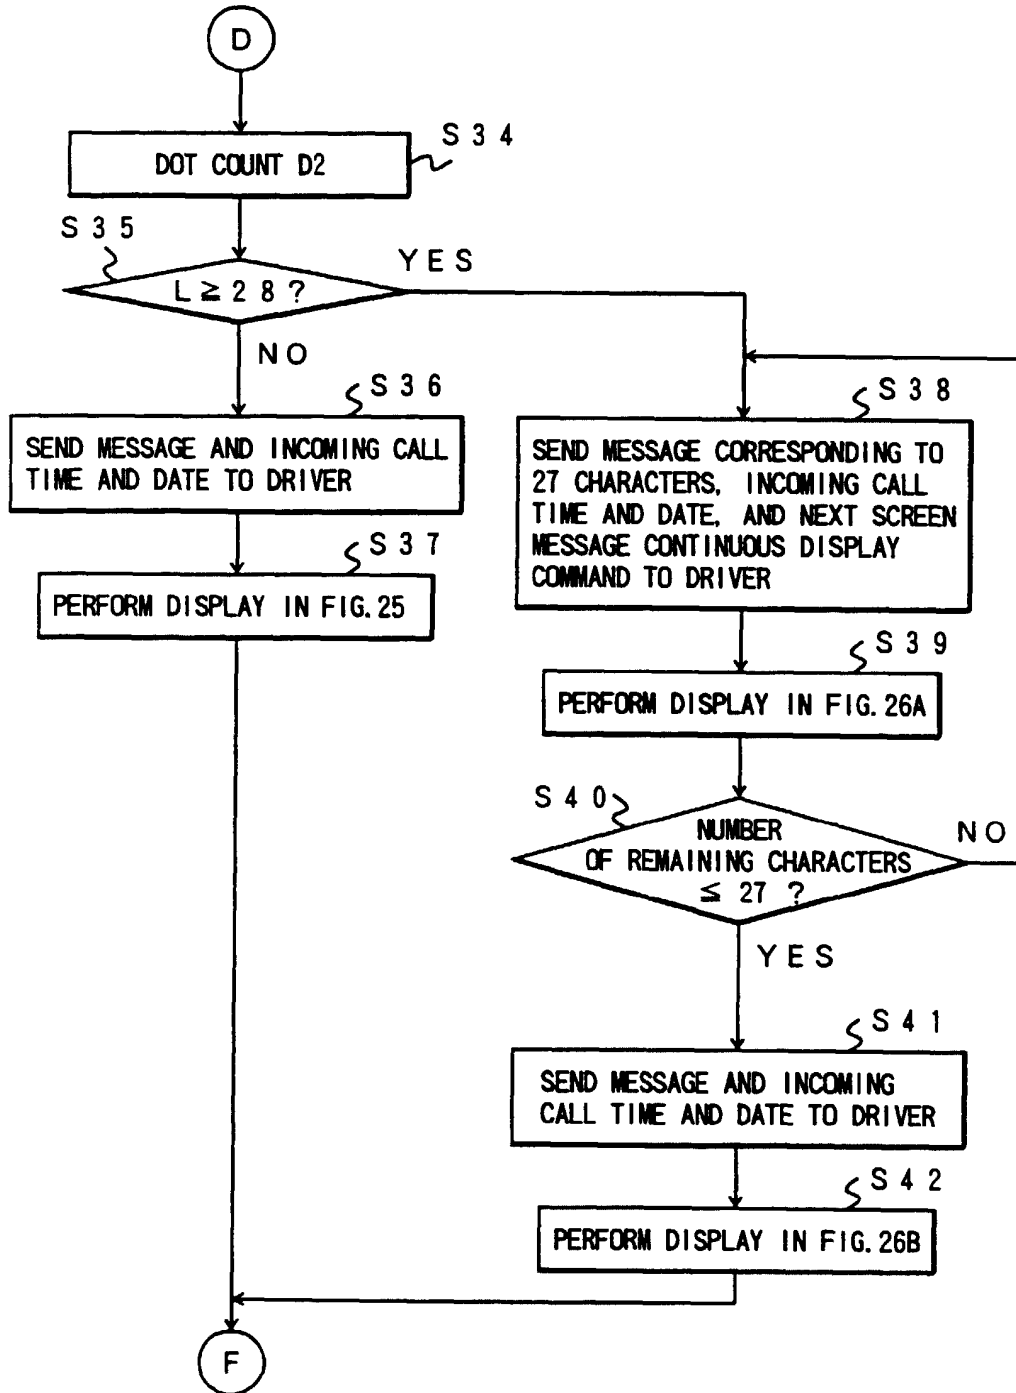 D
S34
DOT COUNT D2
S35
L ≧ 28?
YES
NO
S36
SEND MESSAGE AND INCOMING CALL
TIME AND DATE TO DRIVER
S37
PERFORM DISPLAY IN FIG.25
S38
SEND MESSAGE CORRESPONDING TO
27 CHARACTERS, INCOMING CALL
TIME AND DATE, AND NEXT SCREEN
MESSAGE CONTINUOUS DISPLAY
COMMAND TO DRIVER
S39
PERFORM DISPLAY IN FIG.26A
S40
NUMBER
OF REMAINING CHARACTERS
≦ 27 ?
NO
YES
S41
SEND MESSAGE AND INCOMING
CALL TIME AND DATE TO DRIVER
S42
PERFORM DISPLAY IN FIG.26B
F